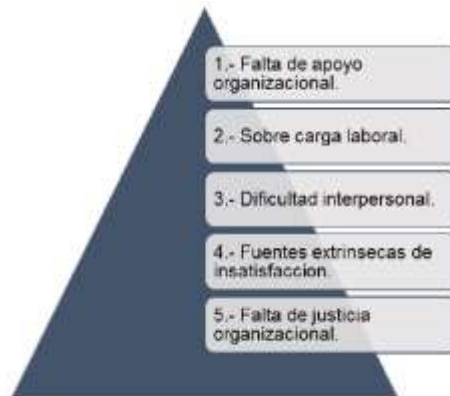 1.- Falta de apoyo
organizacional.
2.- Sobre carga laboral.
3.- Dificultad interpersonal.
4.- Fuentes extrinsecas de
insatisfaccion.
5.- Falta de justicia
organizacional.